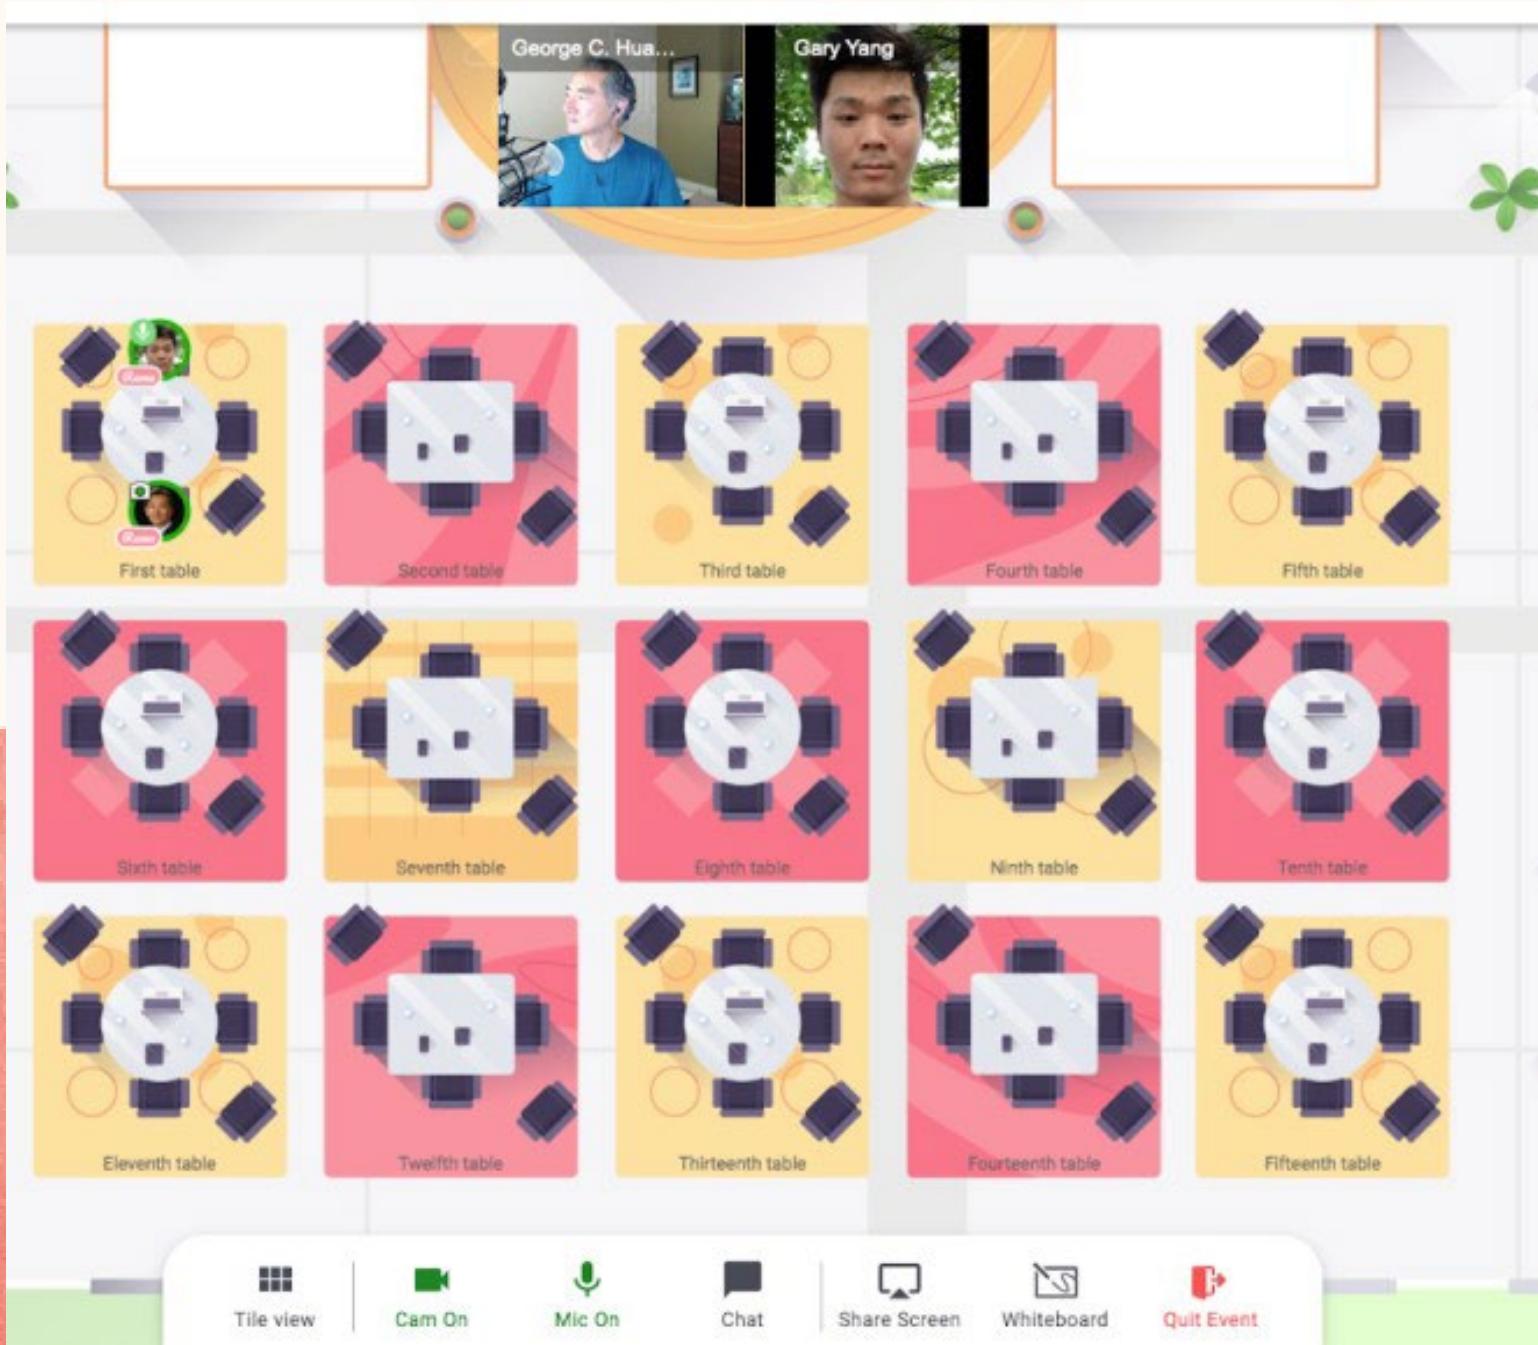 George C. Hua...
Gary Yang
Remo
Remo
First table
Second table
Third table
Fourth table
Fifth table
Sixth table
Seventh table
Eighth table
Ninth table
Tenth table
Eleventh table
Twelfth table
Thirteenth table
Fourteenth table
Fifteenth table
Tile view
Cam On
Mic On
Chat
Share Screen
Whiteboard
Quit Event